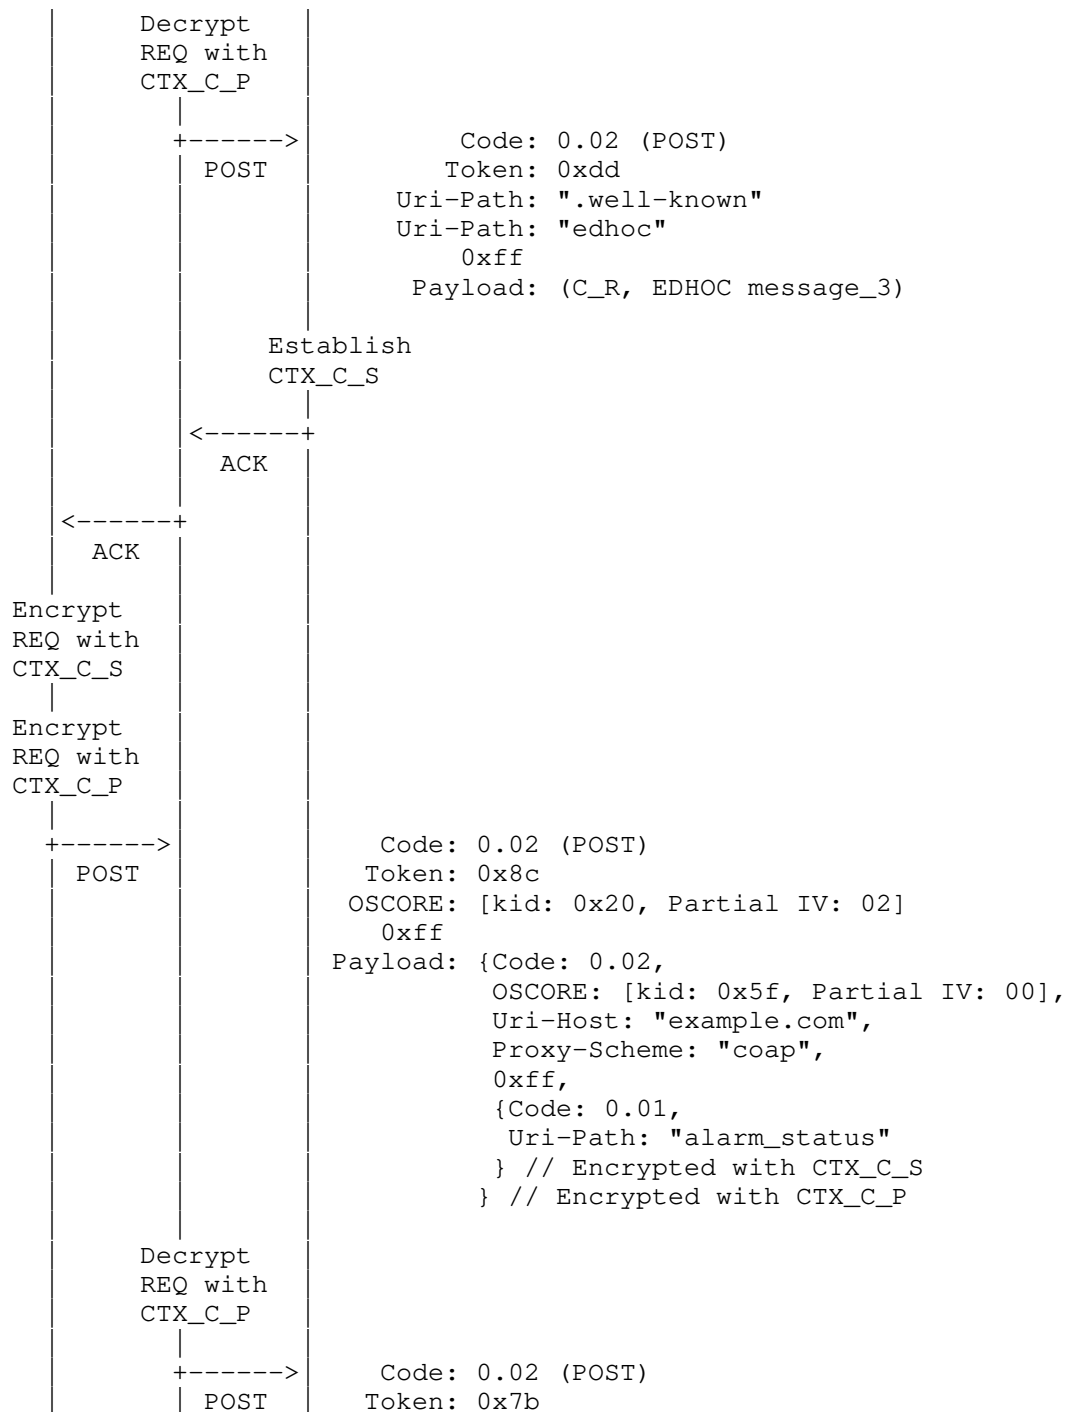 Decrypt
REQ with
CTX_C_P
+------> Code: 0.02 (POST)
POST Token: 0xdd
Uri-Path: ".well-known"
Uri-Path: "edhoc"
0xff
Payload: (C_R, EDHOC message_3)
Establish
CTX_C_S
<------+
ACK
<------+
ACK
Encrypt
REQ with
CTX_C_S
Encrypt
REQ with
CTX_C_P
+------> Code: 0.02 (POST)
POST Token: 0x8c
OSCORE: [kid: 0x20, Partial IV: 02]
0xff
Payload: {Code: 0.02,
OSCORE: [kid: 0x5f, Partial IV: 00],
Uri-Host: "example.com",
Proxy-Scheme: "coap",
0xff,
{Code: 0.01,
Uri-Path: "alarm_status"
} // Encrypted with CTX_C_S
} // Encrypted with CTX_C_P
Decrypt
REQ with
CTX_C_P
+------> Code: 0.02 (POST)
POST Token: 0x7b